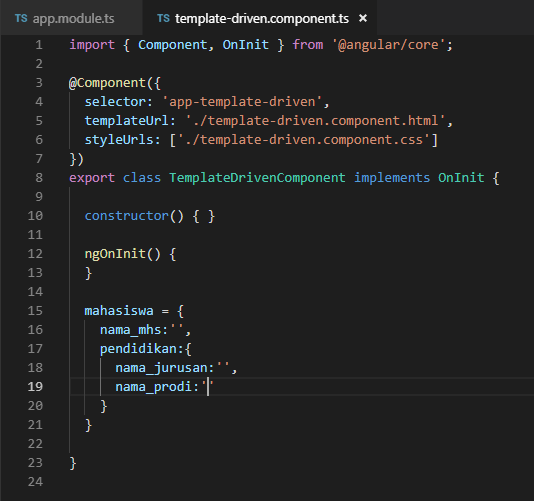 TS app.module.ts TS template-driven.component.ts ×
1 import { Component, OnInit } from '@angular/core';
2
3 @Component({
4 selector: 'app-template-driven',
5 templateUrl: './template-driven.component.html',
6 styleUrls: ['./template-driven.component.css']
7 })
8 export class TemplateDrivenComponent implements OnInit {
9
10 constructor() { }
11
12 ngOnInit() {
13 }
14
15 mahasiswa = {
16 nama_mhs:'',
17 pendidikan:{
18 nama_jurusan:'',
19 nama_prodi:''
20 }
21 }
22
23 }
24